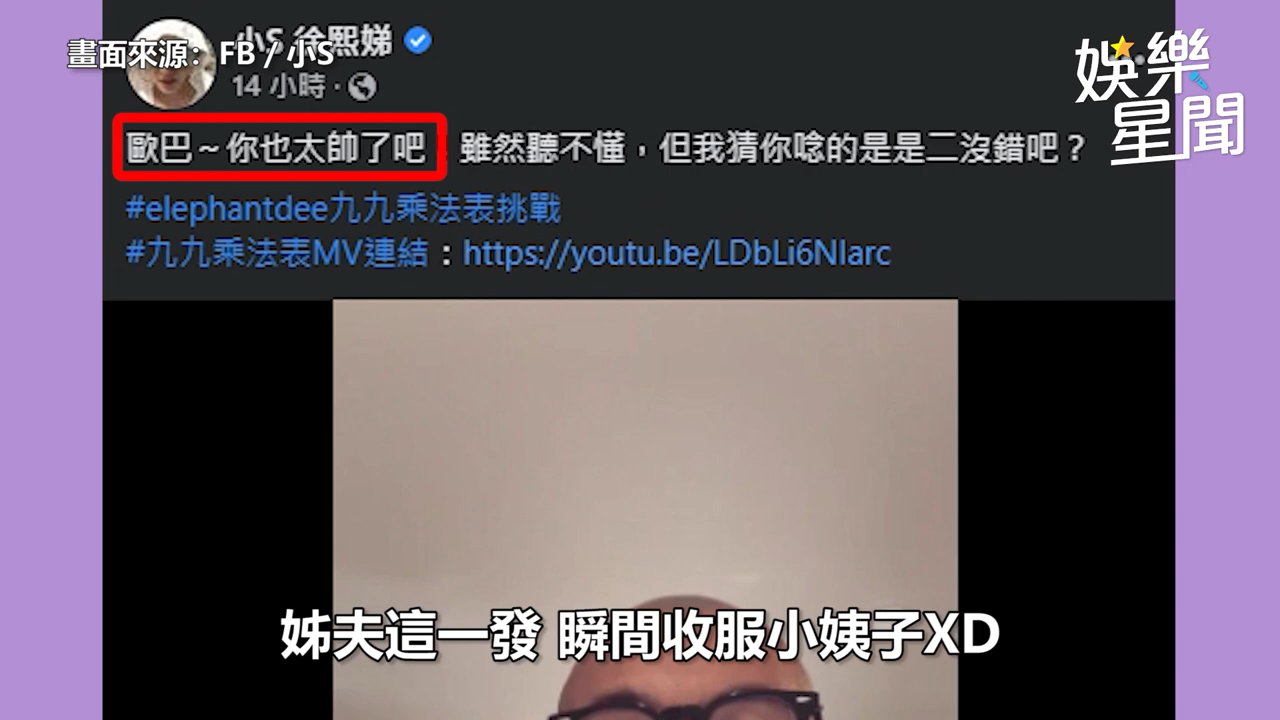 畫面來源：FB / 小S
小S 徐熙娣
娛樂
星聞
14 小時
歐巴～你也太帥了吧 雖然聽不懂，但我猜你唸的是是二沒錯吧？
#elephantdee九九乘法表挑戰
#九九乘法表MV連結：https://youtu.be/LDbLi6NIarc
姊夫這一發 瞬間收服小姨子XD